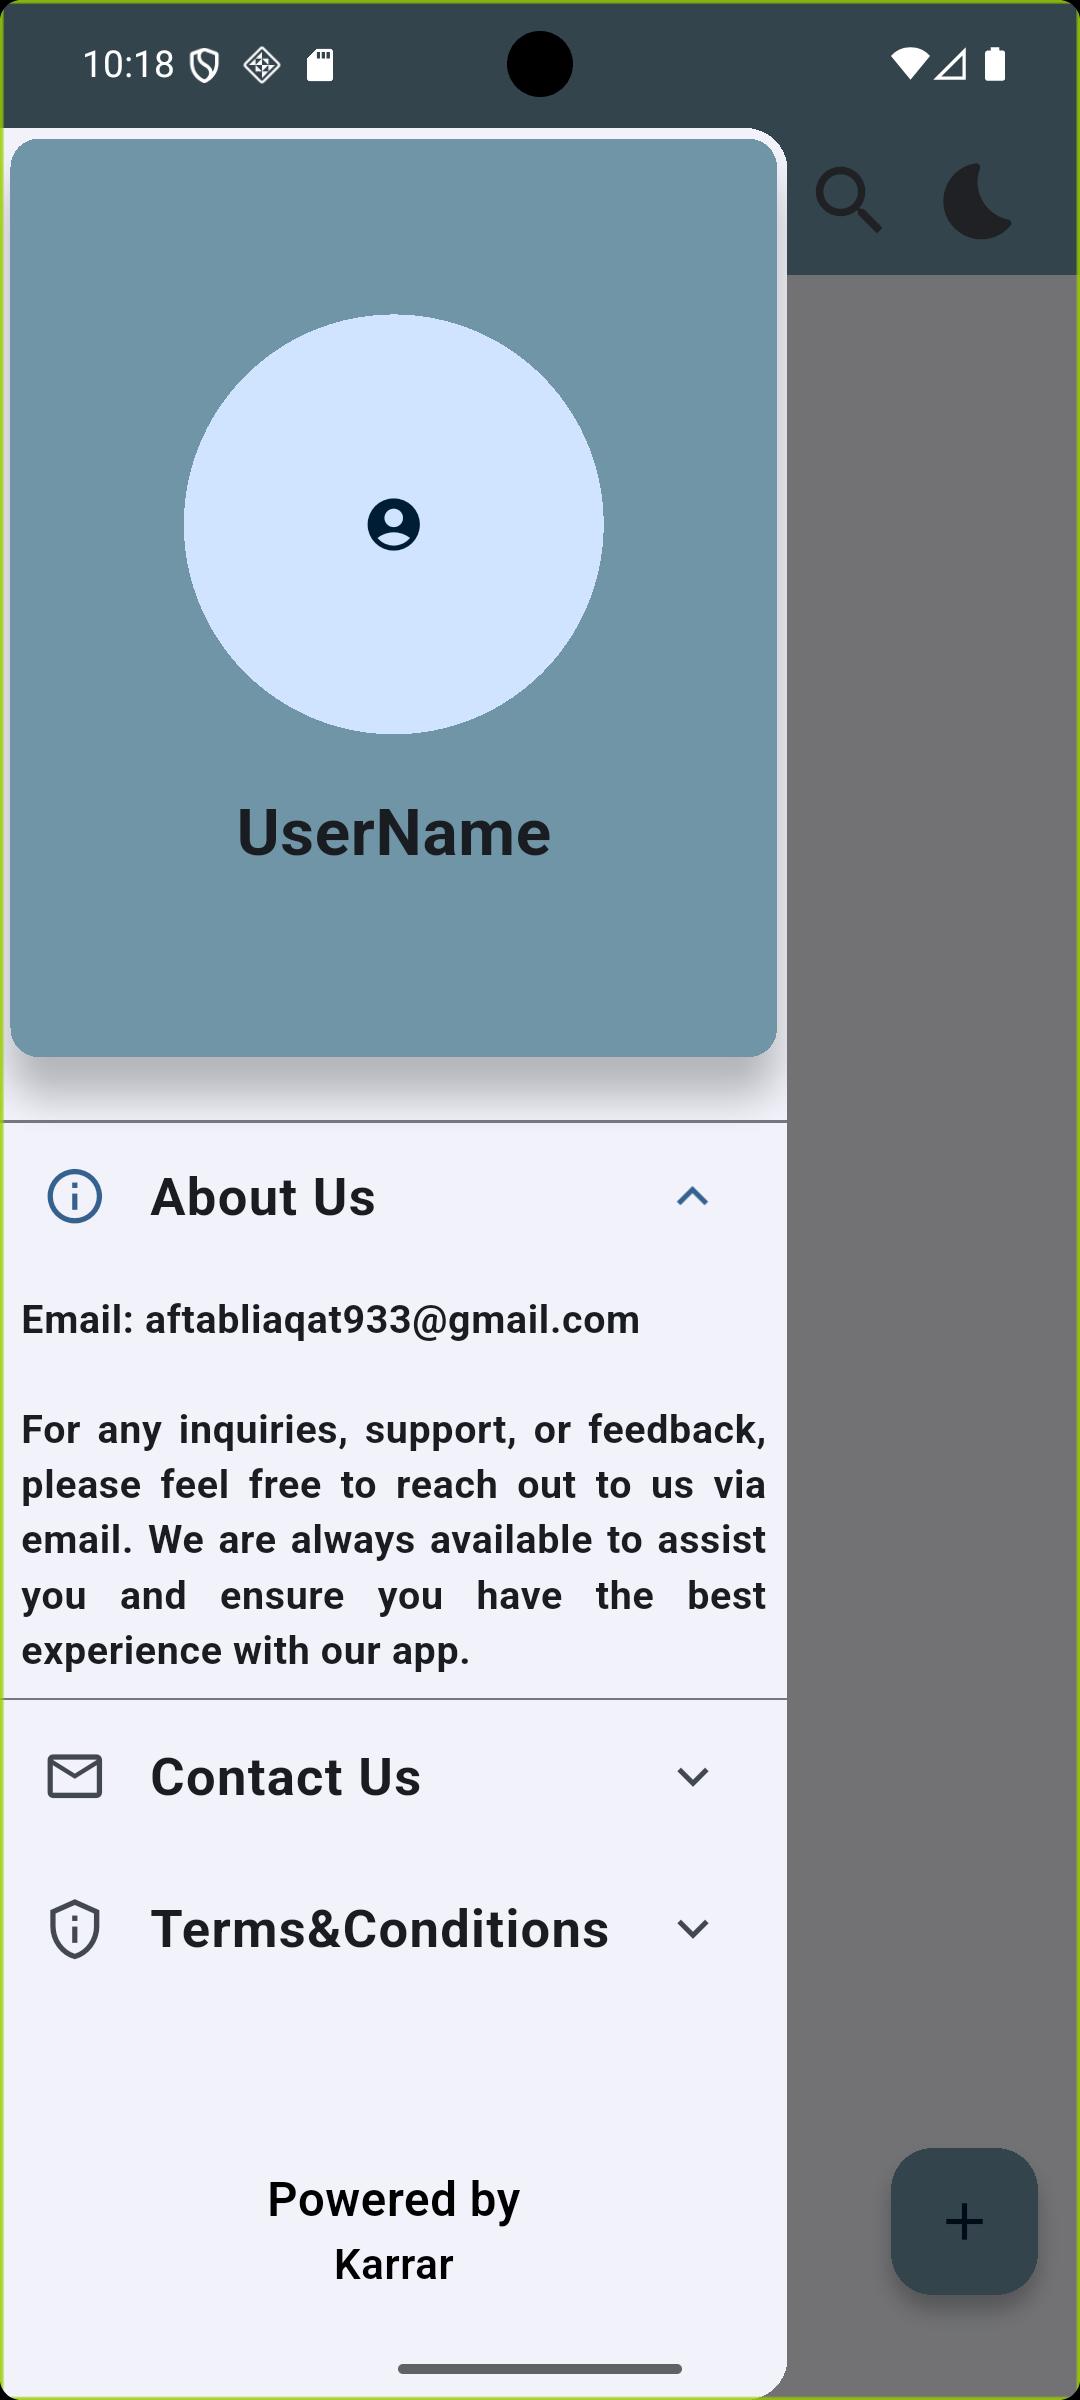 10:18
UserName
About Us
Email: aftabliaqat933@gmail.com
For any inquiries, support, or feedback,
please feel free to reach out to us via
email. We are always available to assist
you and ensure you have the best
experience with our app.
Contact Us
Terms&Conditions
Powered by
Karrar